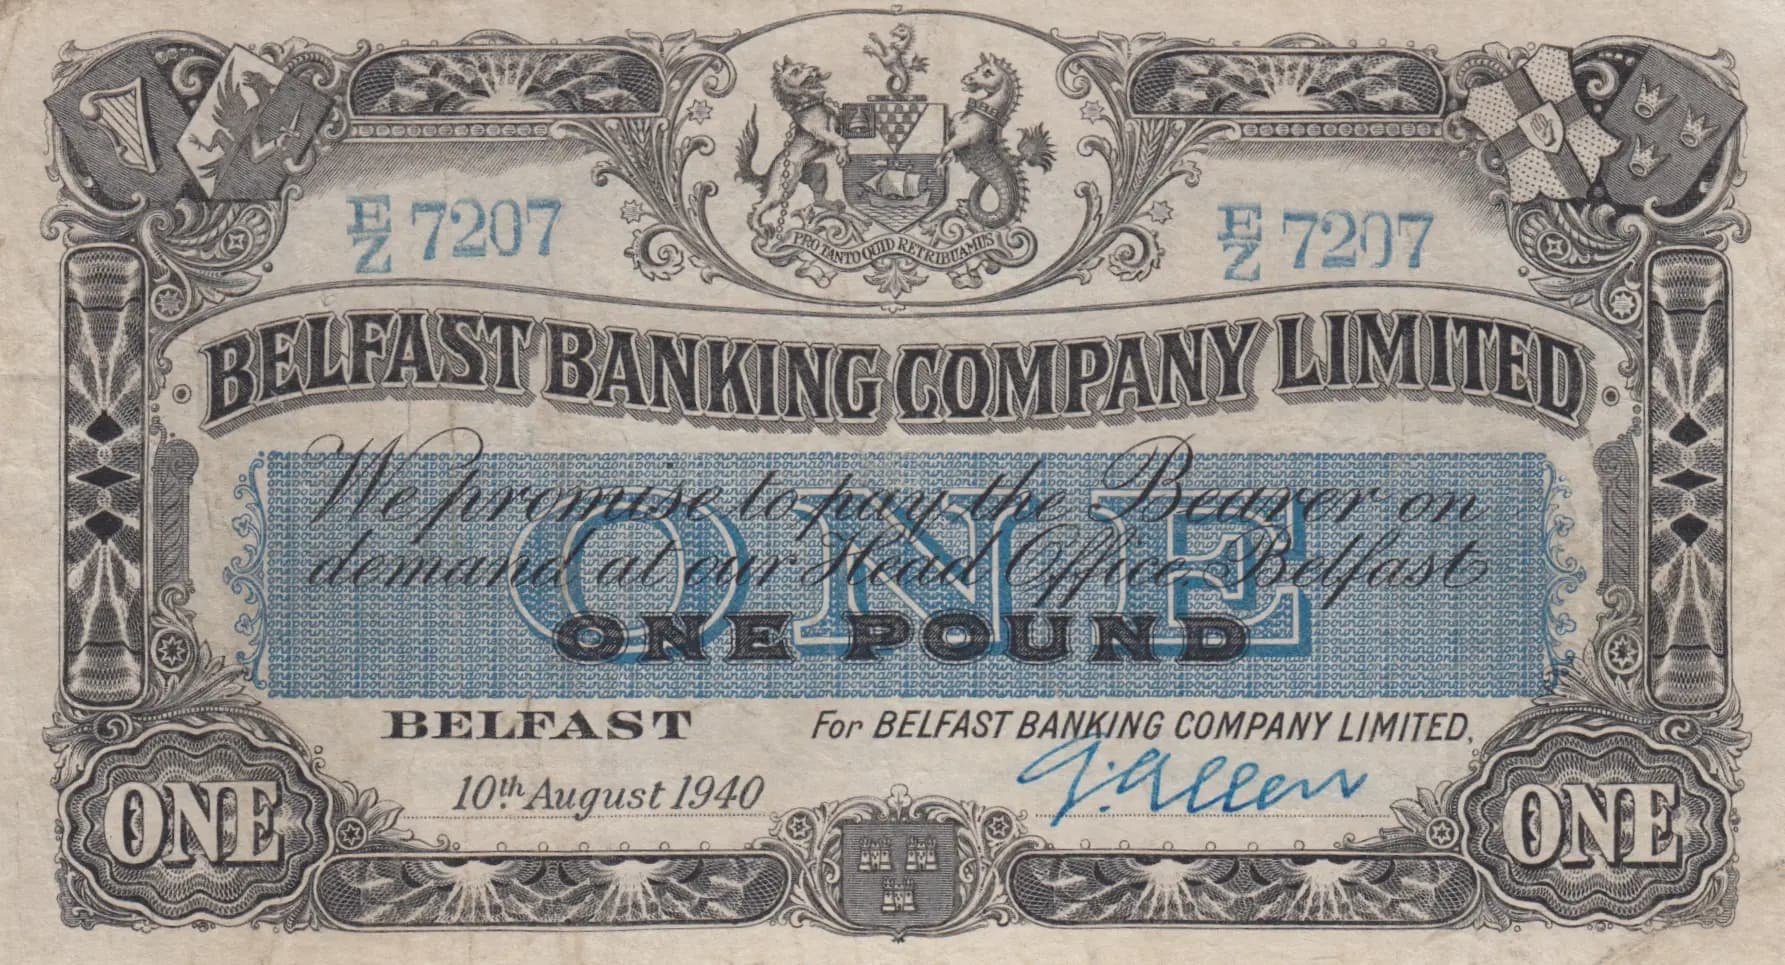 E/Z 7207
E/Z 7207
PRO TANTO QUID RETRIBUAMUS
BELFAST BANKING COMPANY LIMITED
ONE
We promise to pay the Bearer on
demand at our Head Office Belfast
ONE POUND
BELFAST
For BELFAST BANKING COMPANY LIMITED,
10th August 1940
J. Allen
ONE
ONE